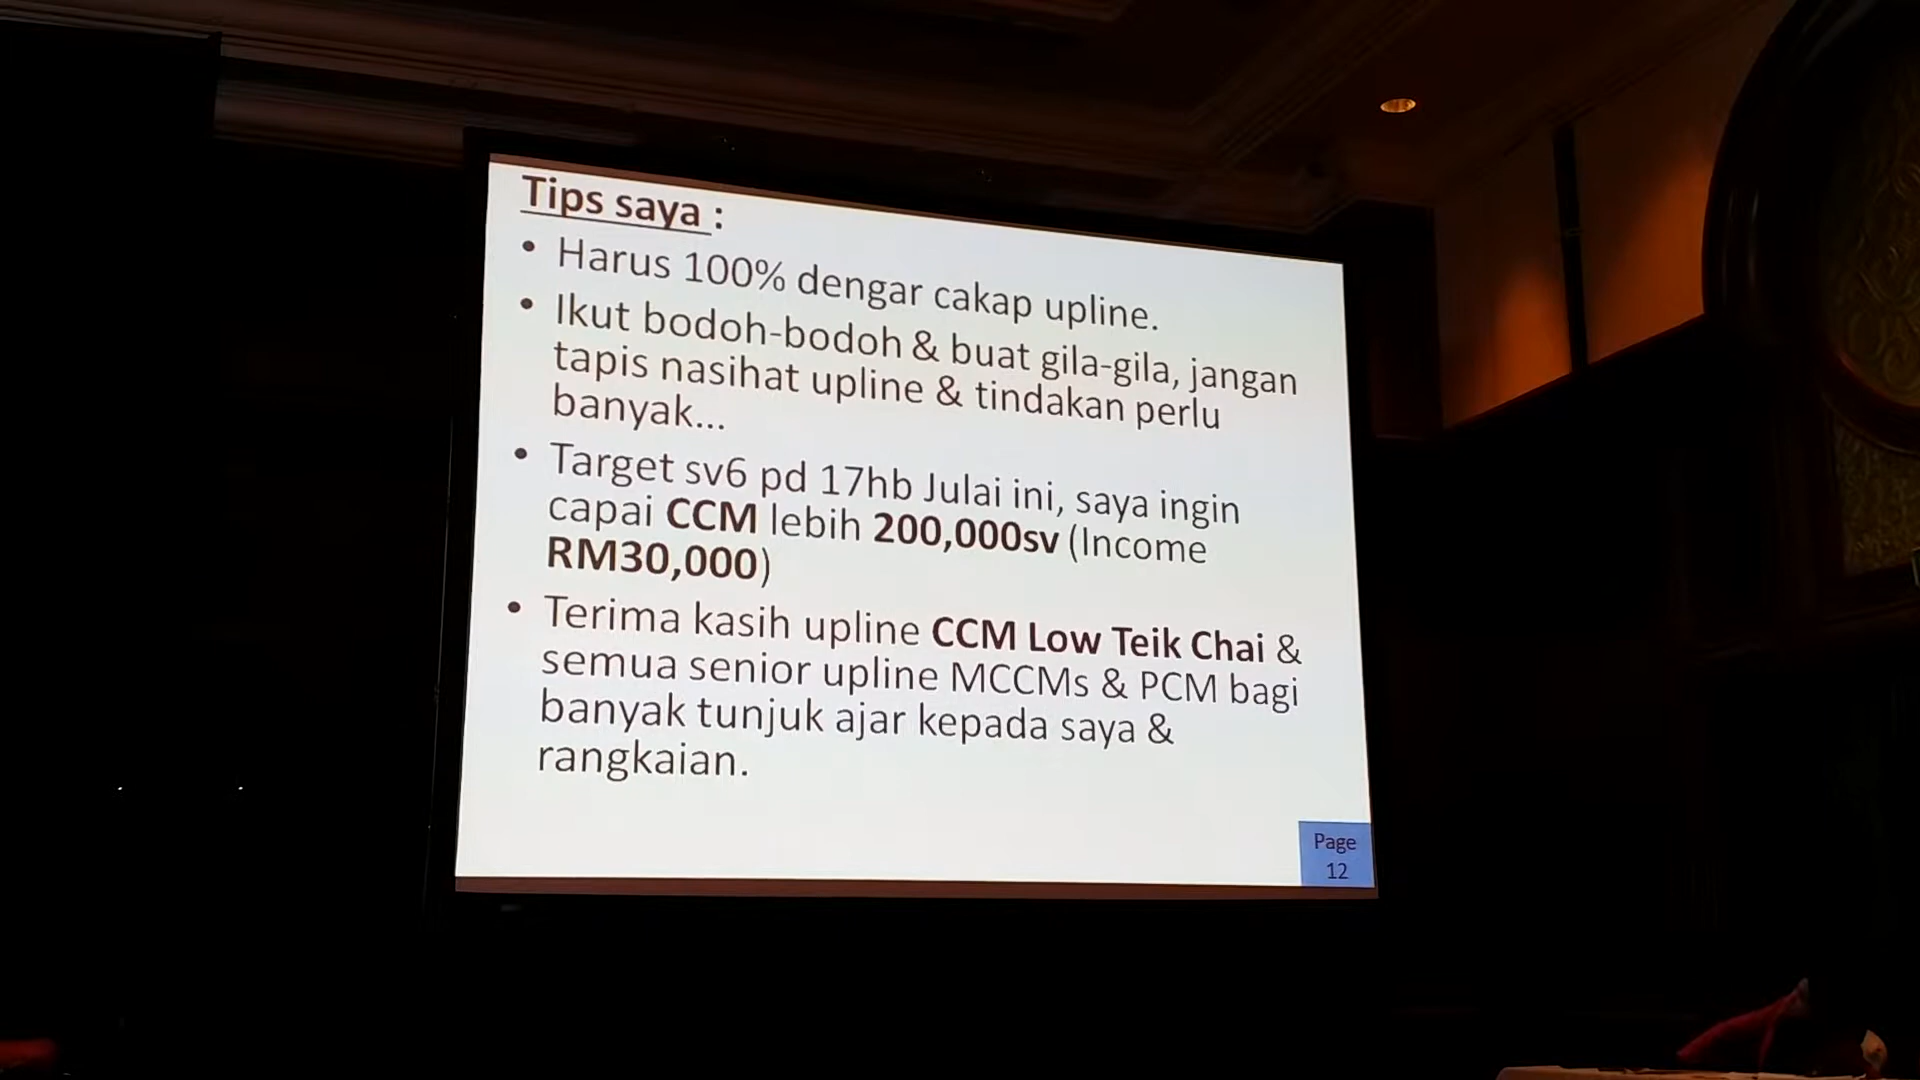 Tips saya :
• Harus 100% dengar cakap upline.
• Ikut bodoh-bodoh & buat gila-gila, jangan
tapis nasihat upline & tindakan perlu
banyak...
• Target sv6 pd 17hb Julai ini, saya ingin
capai CCM lebih 200,000sv (Income
RM30,000)
• Terima kasih upline CCM Low Teik Chai &
semua senior upline MCCMs & PCM bagi
banyak tunjuk ajar kepada saya &
rangkaian.
Page
12